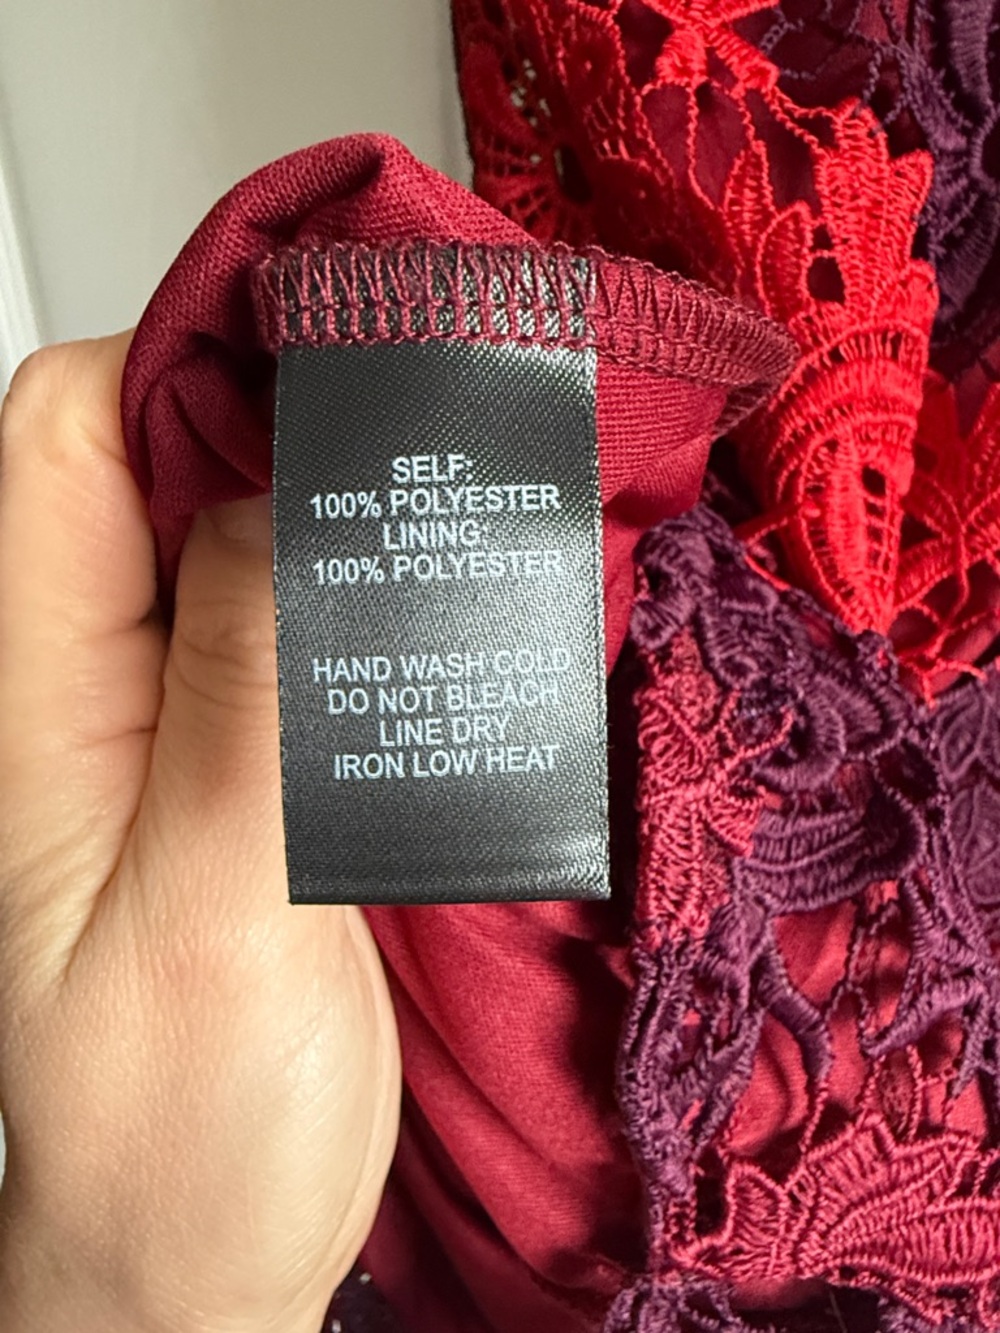 SELF:
100% POLYESTER
LINING:
100% POLYESTER
HAND WASH COLD
DO NOT BLEACH
LINE DRY
IRON LOW HEAT